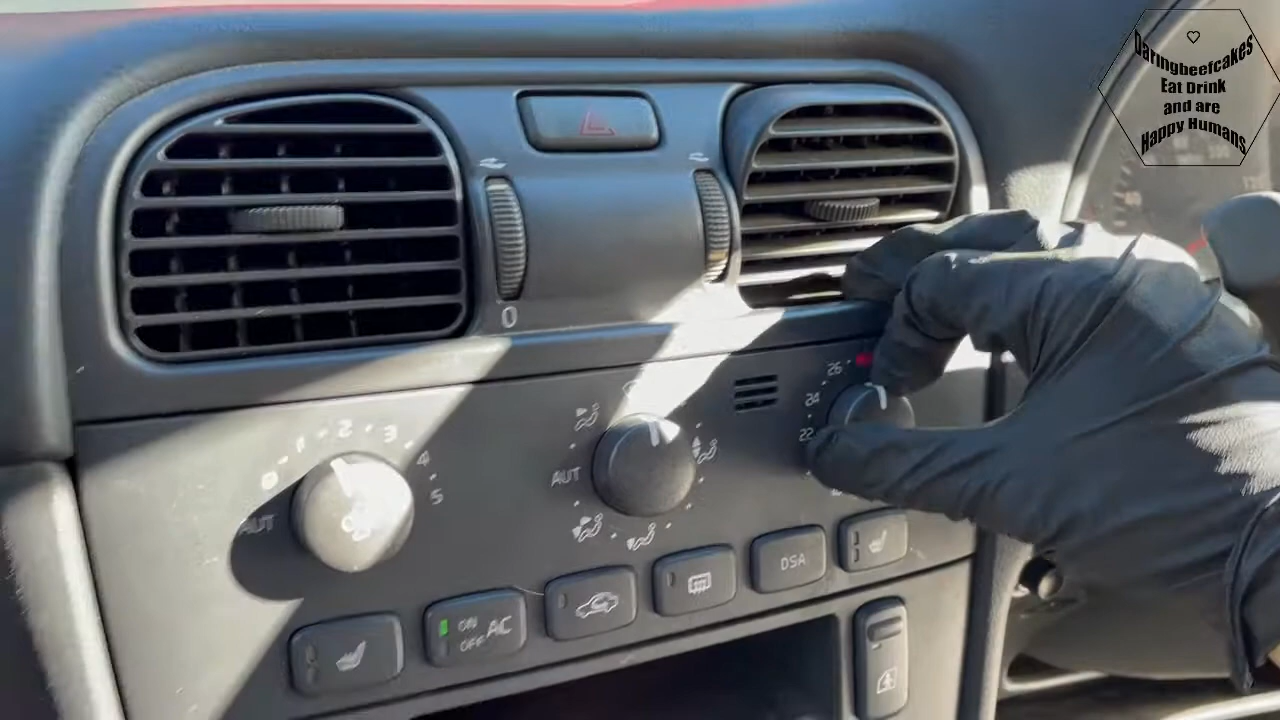 Daringbeefcakes
Eat Drink
and are
Happy Humans
0
26
24
22
AUT
AUT
0 1 2 3 4 5
ON
OFF AC
DSA